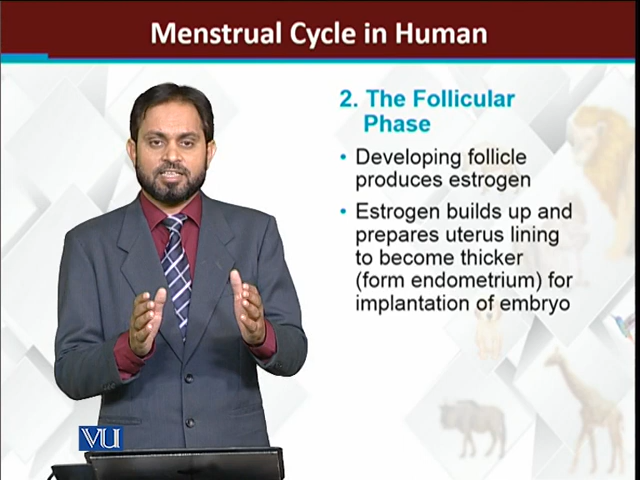 Menstrual Cycle in Human
2. The Follicular
Phase
• Developing follicle
produces estrogen
• Estrogen builds up and
prepares uterus lining
to become thicker
(form endometrium) for
implantation of embryo
VU